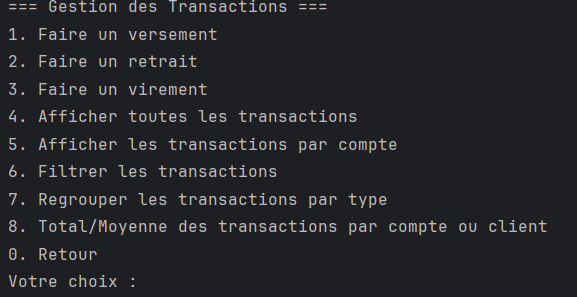 === Gestion des Transactions ===
1. Faire un versement
2. Faire un retrait
3. Faire un virement
4. Afficher toutes les transactions
5. Afficher les transactions par compte
6. Filtrer les transactions
7. Regrouper les transactions par type
8. Total/Moyenne des transactions par compte ou client
0. Retour
Votre choix :